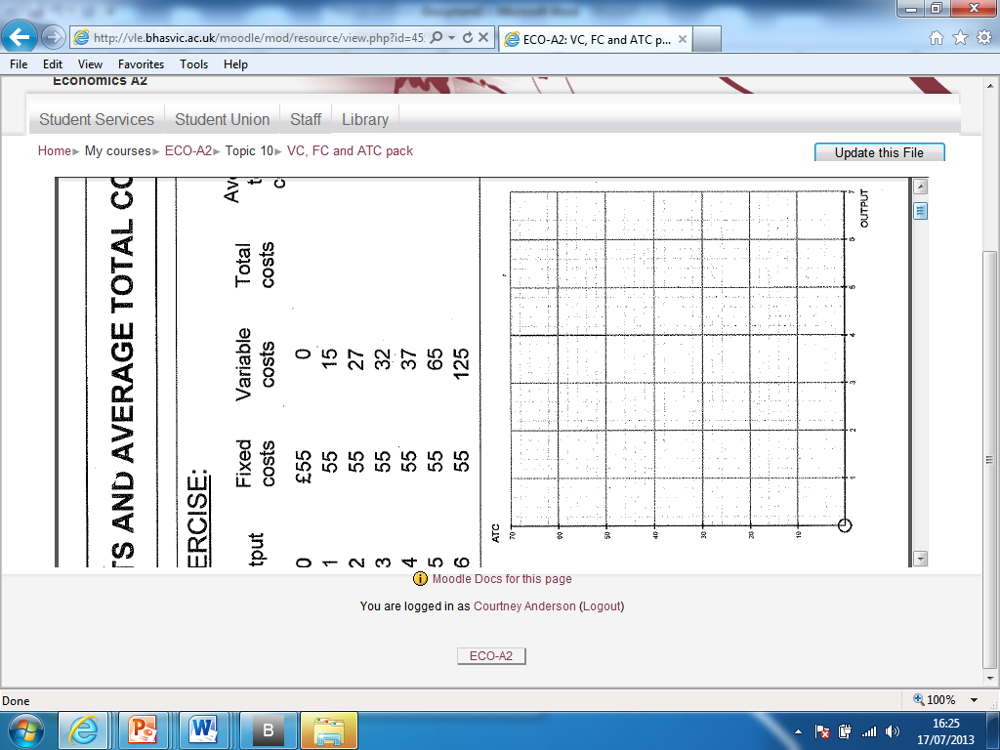 http://vle.bhasvic.ac.uk/moodle/mod/resource/view.php?id=45
ECO-A2: VC, FC and ATC p...
File Edit View Favorites Tools Help
Economics A2
Student Services Student Union Staff Library
Home ► My courses ► ECO-A2 ► Topic 10 ► VC, FC and ATC pack
Update this File
TS AND AVERAGE TOTAL CO
ERCISE:
tput Fixed costs Variable costs Total costs Av t c
0 £55 0
1 55 15
2 55 27
3 55 32
4 55 37
5 55 65
6 55 125
ATC
70
60
50
40
30
20
10
1 2 3 4 5 6 7
OUTPUT
Moodle Docs for this page
You are logged in as Courtney Anderson (Logout)
ECO-A2
Done
100%
B
16:25
17/07/2013